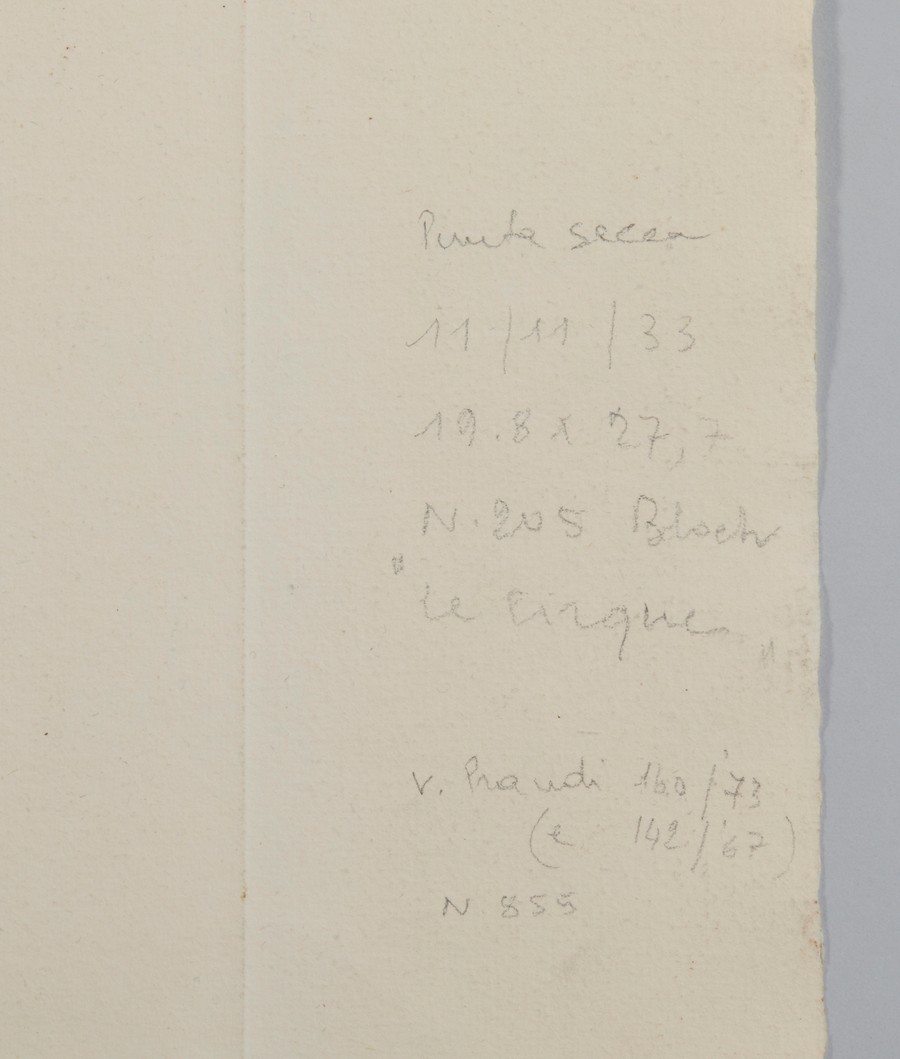 Punta secca
11/11/33
19.8 x 27,7
N. 205 Bloch
"Le Cirque"
v. Prandi 160/'73
(e 142/'67)
N 855